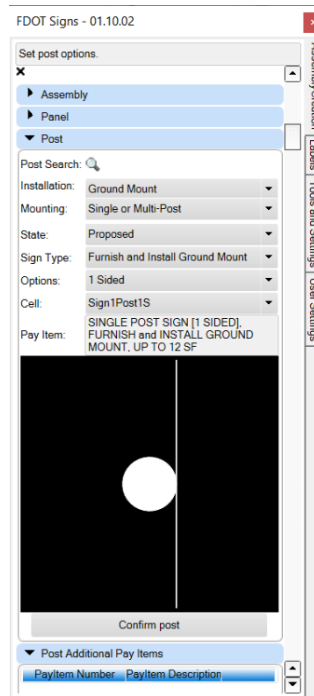 FDOT Signs - 01.10.02
Set post options.
Assembly
Panel
Post
Post Search:
Installation: Ground Mount
Mounting: Single or Multi-Post
State: Proposed
Sign Type: Furnish and Install Ground Mount
Options: 1 Sided
Cell: Sign1Post1S
Pay Item: SINGLE POST SIGN [1 SIDED],
FURNISH and INSTALL GROUND
MOUNT, UP TO 12 SF
Confirm post
Post Additional Pay Items
PayItem Number PayItem Description
Labels
Tools and Settings
User Settings